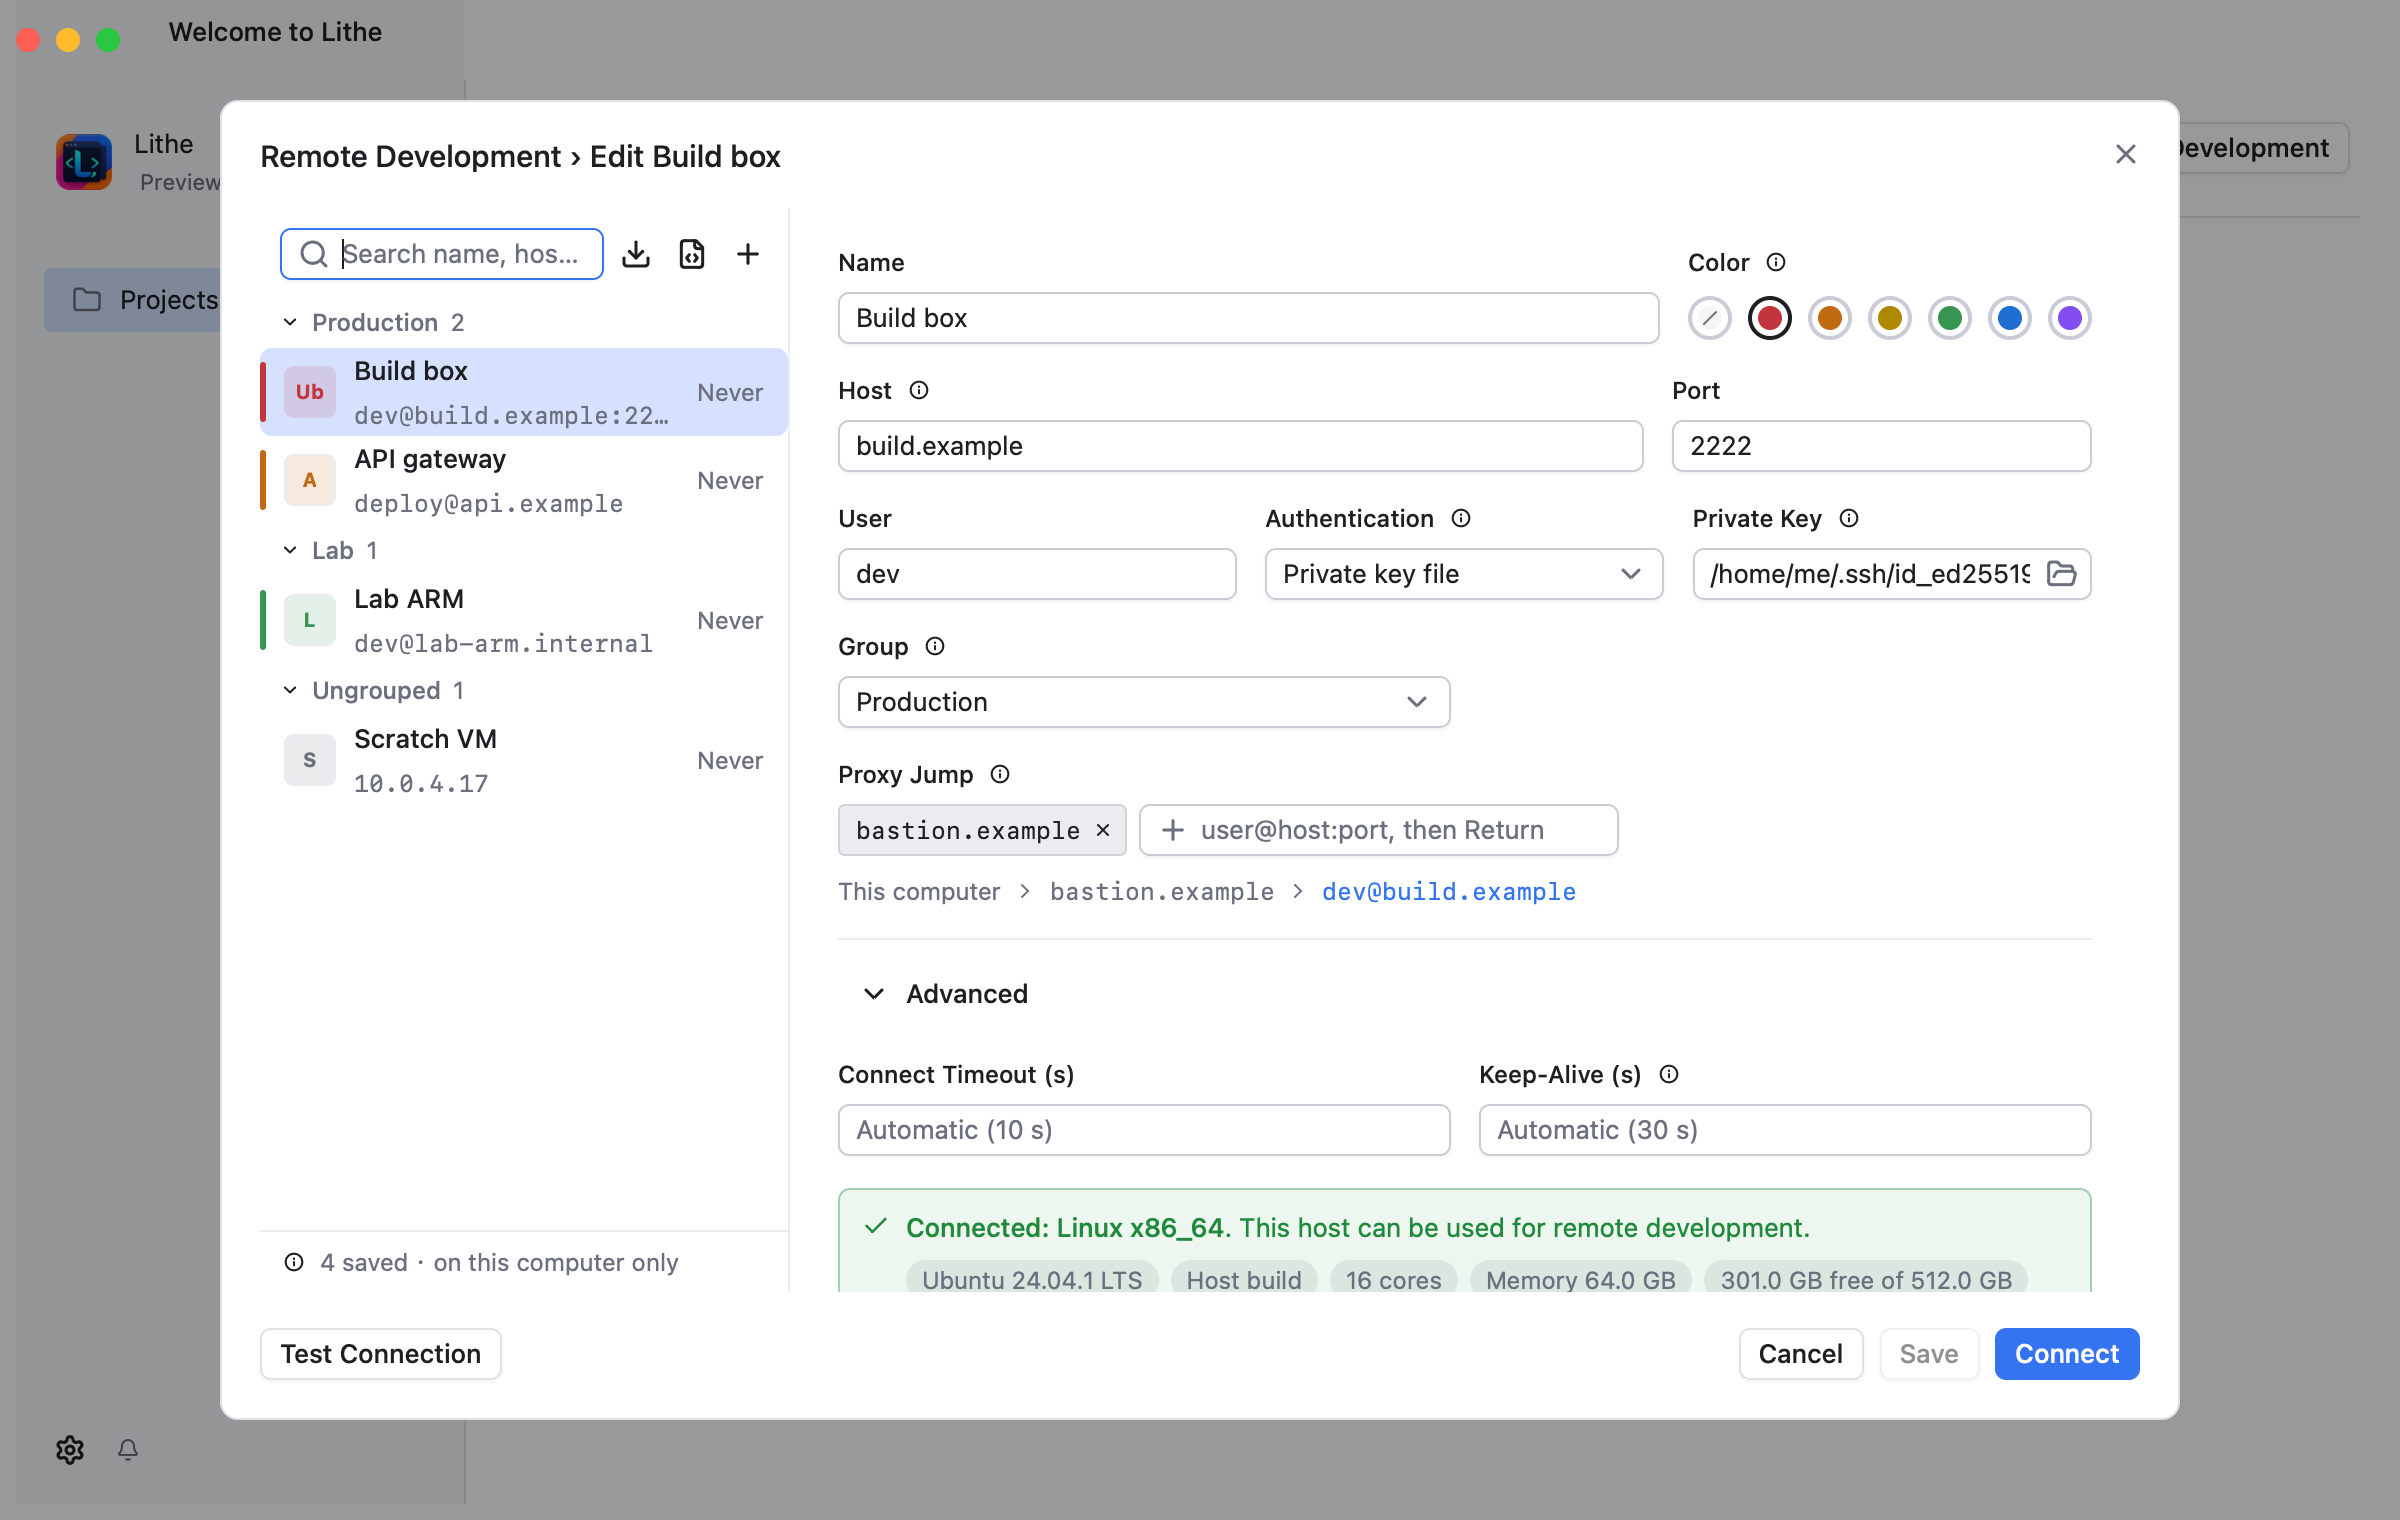 Welcome to Lithe
Lithe
Preview
Projects
Development
Remote Development › Edit Build box
Search name, hos...
Production 2
Ub
Build box
dev@build.example:22…
Never
A
API gateway
deploy@api.example
Never
Lab 1
L
Lab ARM
dev@lab-arm.internal
Never
Ungrouped 1
S
Scratch VM
10.0.4.17
Never
4 saved · on this computer only
Name
Build box
Color
Host
build.example
Port
2222
User
dev
Authentication
Private key file
Private Key
/home/me/.ssh/id_ed25519
Group
Production
Proxy Jump
bastion.example ×
+ user@host:port, then Return
This computer > bastion.example > dev@build.example
Advanced
Connect Timeout (s)
Automatic (10 s)
Keep-Alive (s)
Automatic (30 s)
Connected: Linux x86_64. This host can be used for remote development.
Ubuntu 24.04.1 LTS Host build 16 cores Memory 64.0 GB 301.0 GB free of 512.0 GB
Test Connection
Cancel
Save
Connect